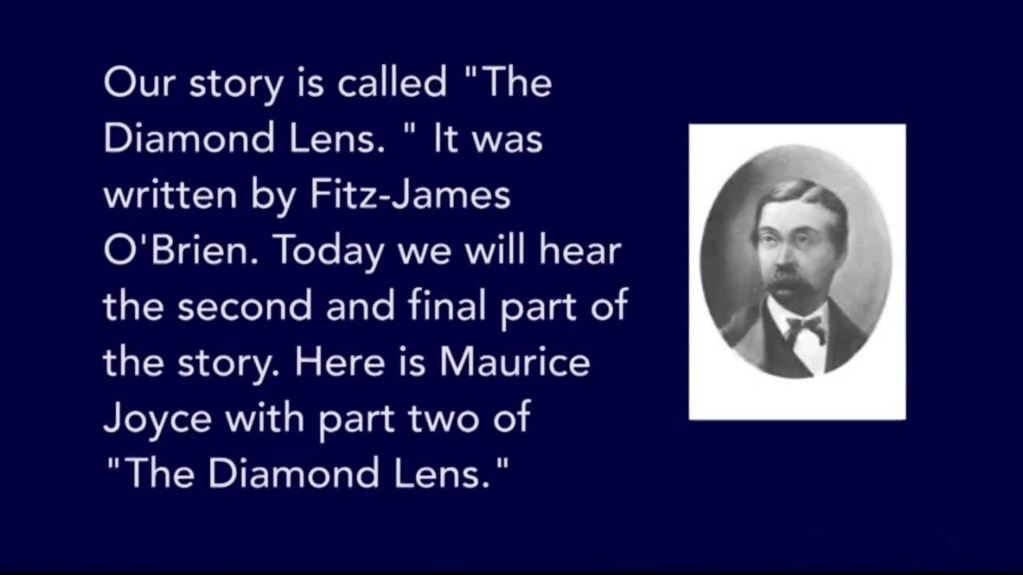 Our story is called "The
Diamond Lens. " It was
written by Fitz-James
O'Brien. Today we will hear
the second and final part of
the story. Here is Maurice
Joyce with part two of
"The Diamond Lens."